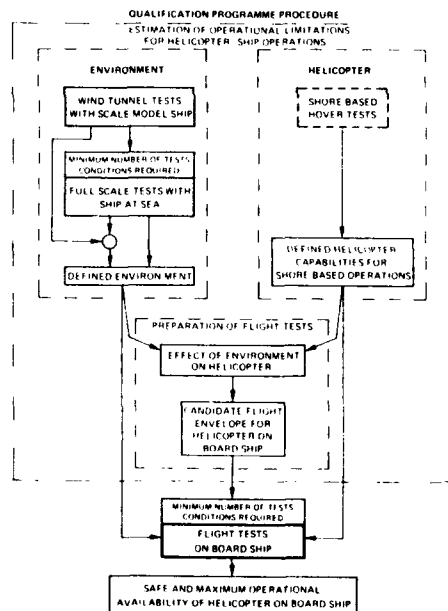 QUALIFICATION PROGRAMME PROCEDURE
ESTIMATION OF OPERATIONAL LIMITATIONS
FOR HELICOPTER SHIP OPERATIONS
ENVIRONMENT
WIND TUNNEL TESTS
WITH SCALE MODEL SHIP
MINIMUM NUMBER OF TESTS
CONDITIONS REQUIRED
FULL SCALE TESTS WITH
SHIP AT SEA
DEFINED ENVIRONMENT
HELICOPTER
SHORE BASED
HOVER TESTS
DEFINED HELICOPTER
CAPABILITIES FOR
SHORE BASED OPERATIONS
PREPARATION OF FLIGHT TESTS
EFFECT OF ENVIRONMENT
ON HELICOPTER
CANDIDATE FLIGHT
ENVELOPE FOR
HELICOPTER ON
BOARD SHIP
MINIMUM NUMBER OF TESTS
CONDITIONS REQUIRED
FLIGHT TESTS
ON BOARD SHIP
SAFE AND MAXIMUM OPERATIONAL
AVAILABILITY OF HELICOPTER ON BOARD SHIP